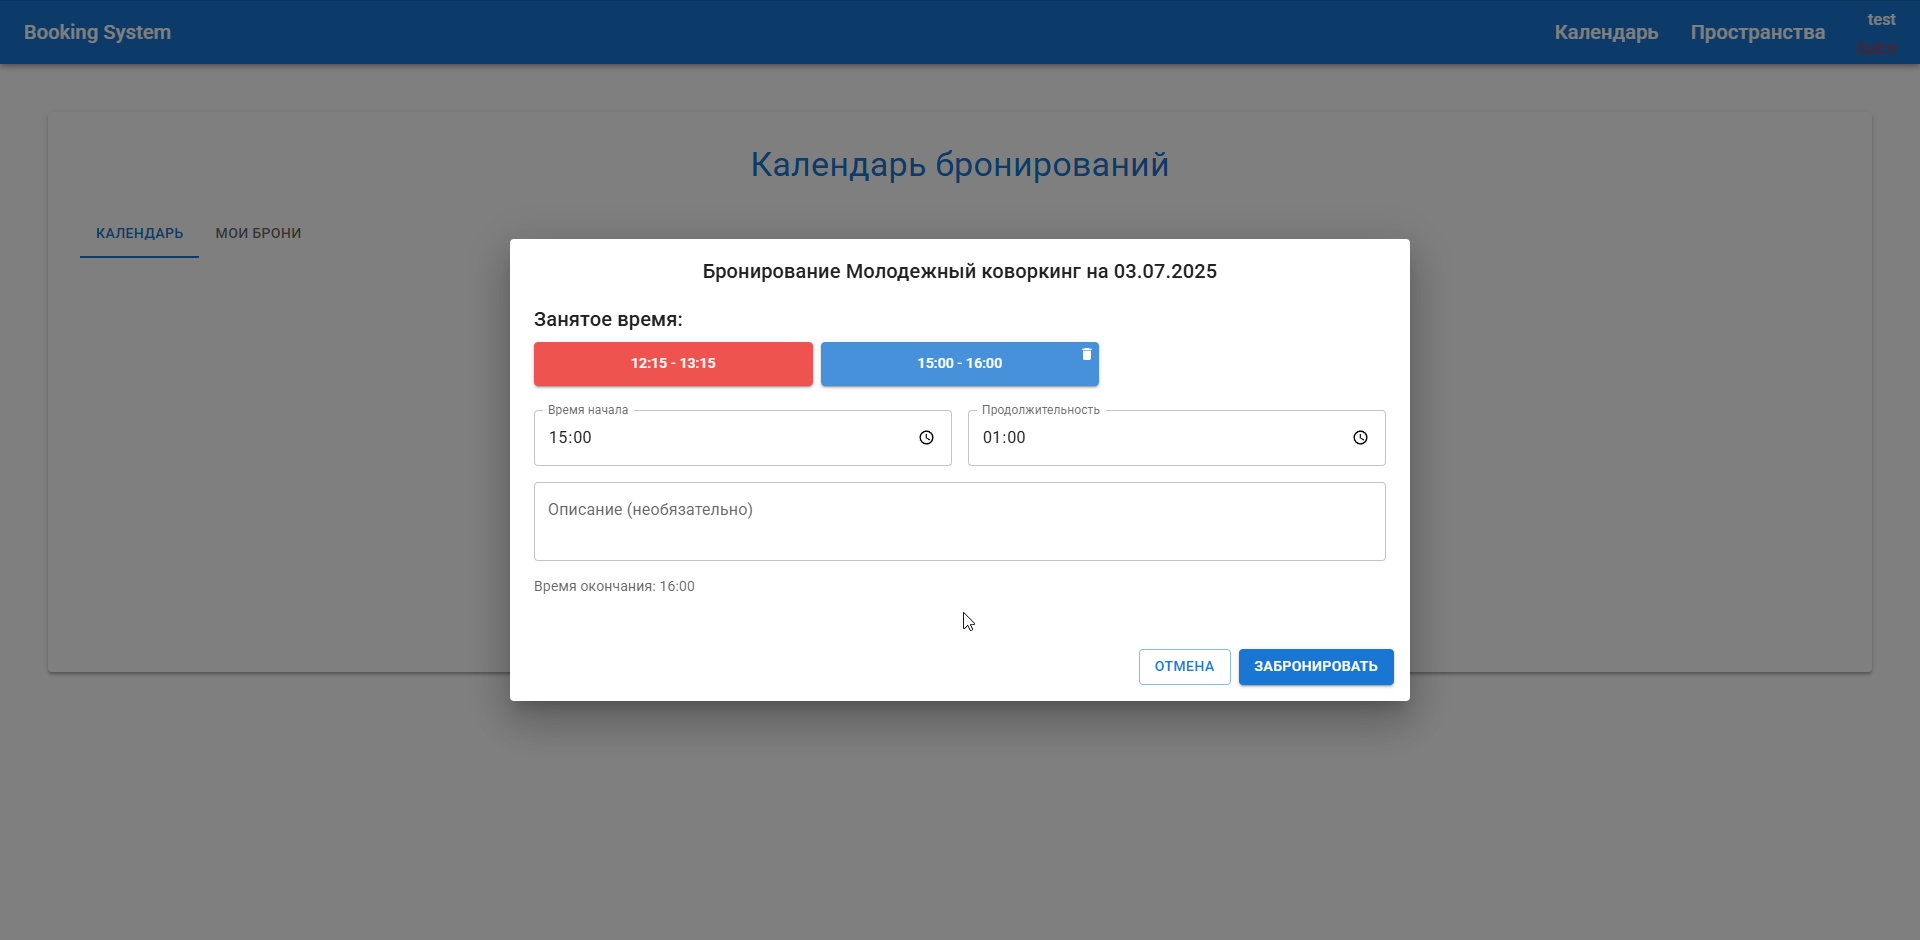 Booking System
Календарь
Пространства
test
Календарь бронирований
КАЛЕНДАРЬ
МОИ БРОНИ
Бронирование Молодежный коворкинг на 03.07.2025
Занятое время:
12:15 - 13:15
15:00 - 16:00
Время начала
Продолжительность
15:00
01:00
Описание (необязательно)
Время окончания: 16:00
ОТМЕНА
ЗАБРОНИРОВАТЬ